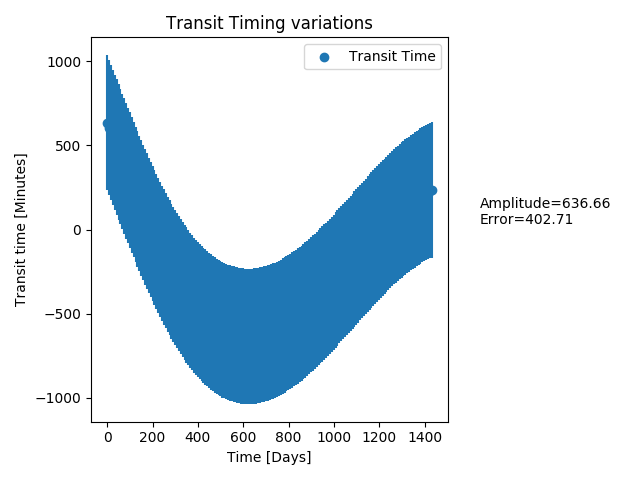 Transit Timing variations
Transit Time
Transit time [Minutes]
1000
500
0
−500
−1000
0 200 400 600 800 1000 1200 1400
Time [Days]
Amplitude=636.66
Error=402.71